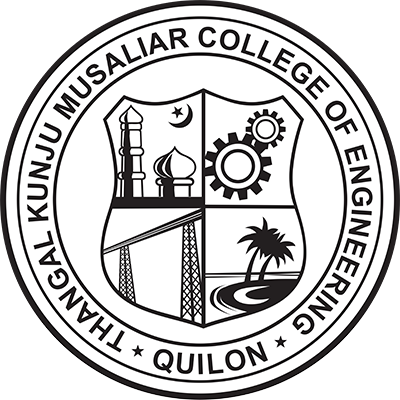 THANGAL KUNJU MUSALIAR COLLEGE OF ENGINEERING
QUILON